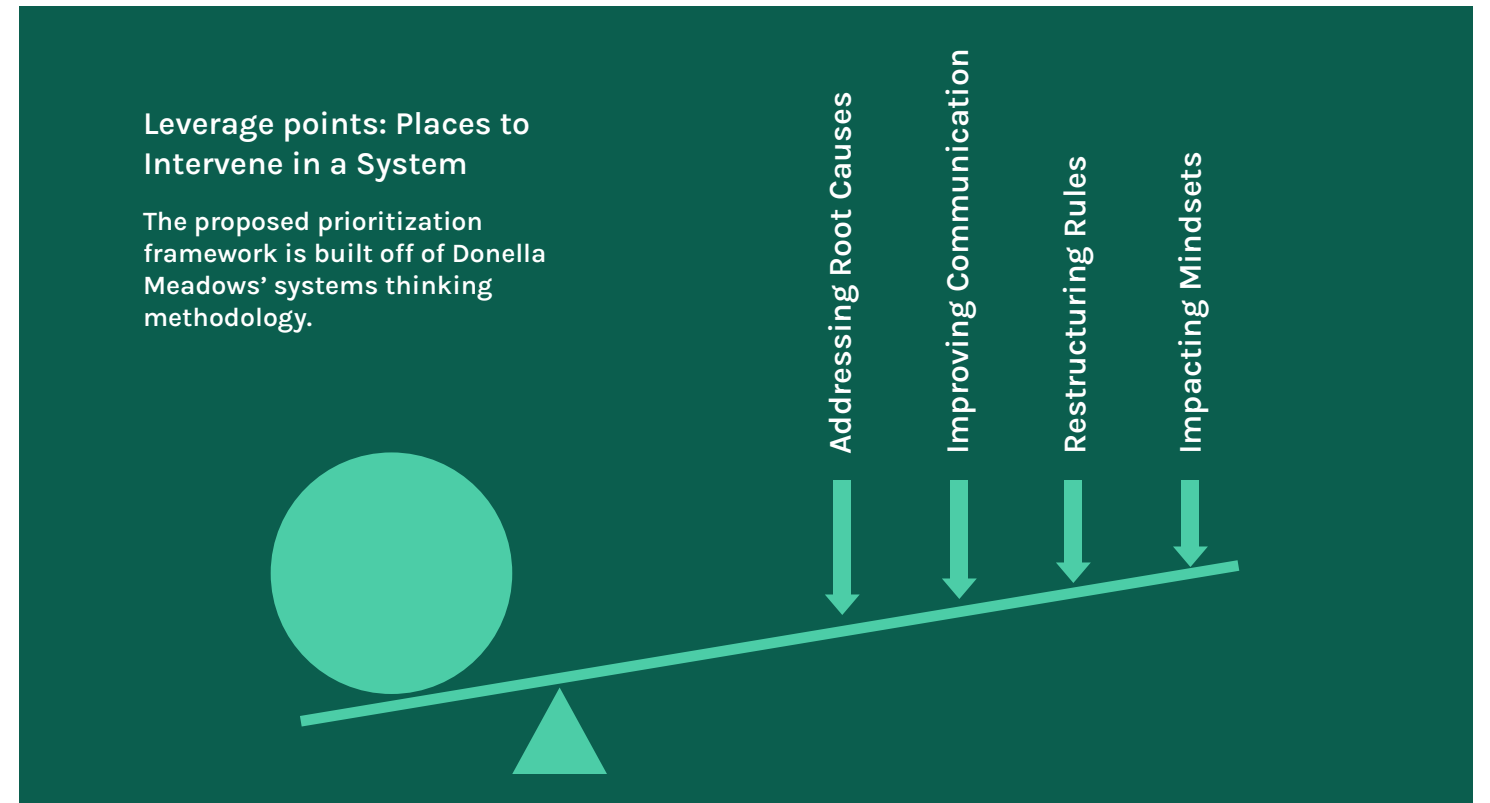 Leverage points: Places to
Intervene in a System
The proposed prioritization
framework is built off of Donella
Meadows’ systems thinking
methodology.
Addressing Root Causes
Improving Communication
Restructuring Rules
Impacting Mindsets